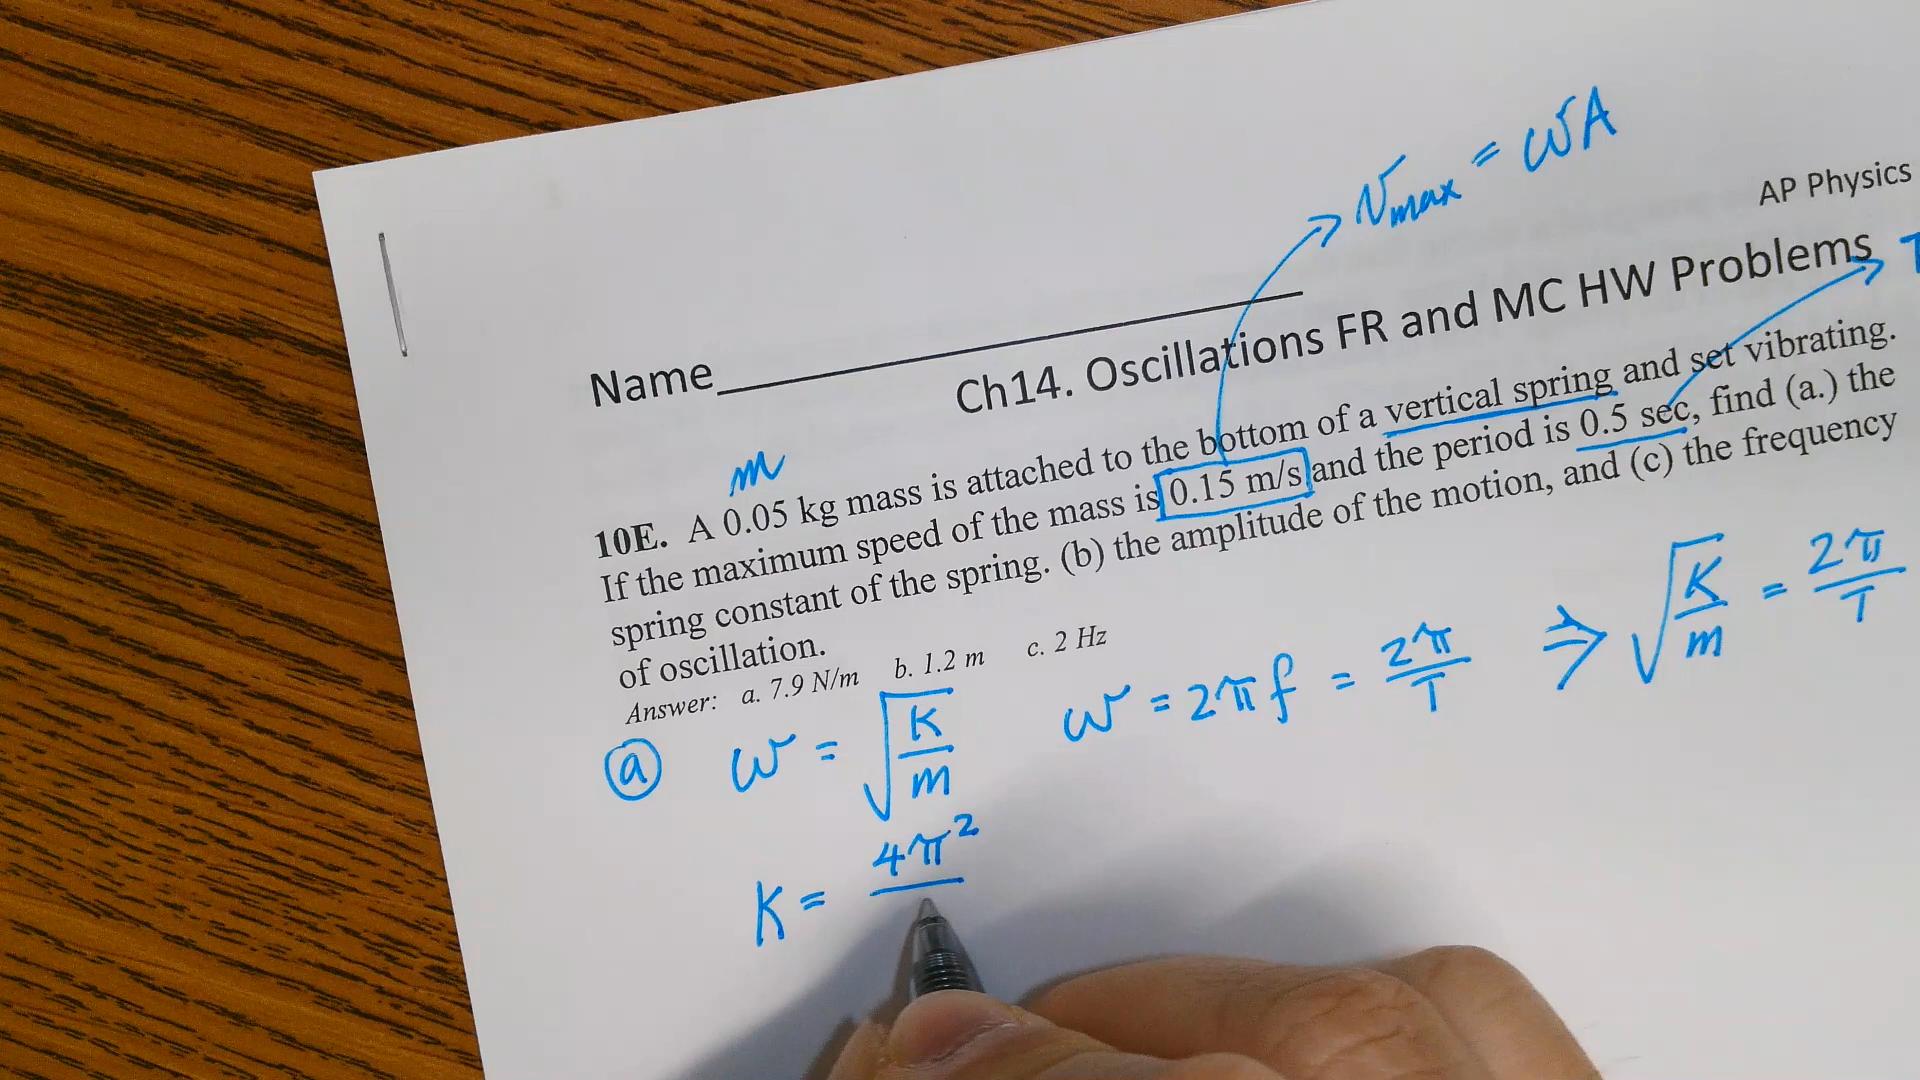 v_max = ωA
AP Physics
Name
Ch14. Oscillations FR and MC HW Problems
T
m
10E. A 0.05 kg mass is attached to the bottom of a vertical spring and set vibrating.
If the maximum speed of the mass is 0.15 m/s and the period is 0.5 sec, find (a.) the
spring constant of the spring. (b) the amplitude of the motion, and (c) the frequency
of oscillation.
Answer: a. 7.9 N/m b. 1.2 m c. 2 Hz
ⓐ ω = √(K/m) ω = 2πf = 2π/T ⇒ √(K/m) = 2π/T
K = 4π²